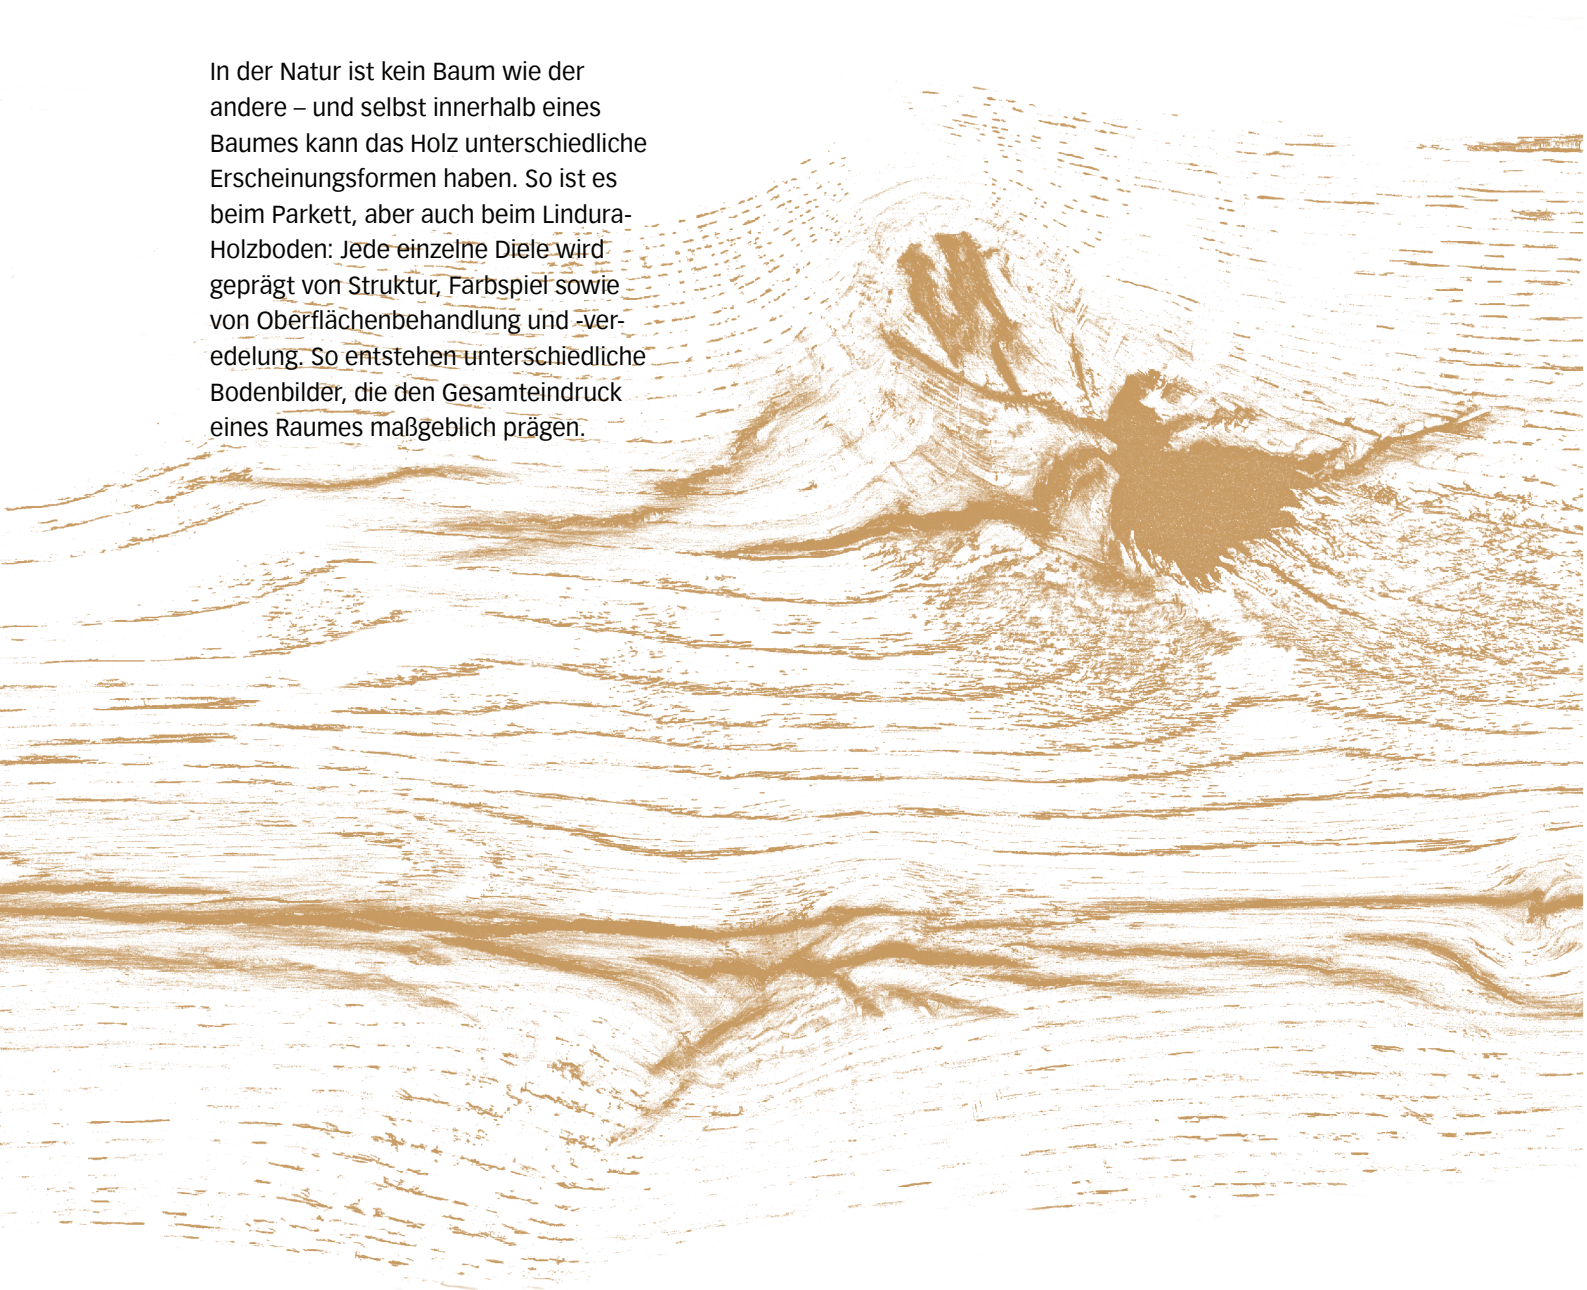 In der Natur ist kein Baum wie der
andere – und selbst innerhalb eines
Baumes kann das Holz unterschiedliche
Erscheinungsformen haben. So ist es
beim Parkett, aber auch beim Lindura-
Holzboden: Jede einzelne Diele wird
geprägt von Struktur, Farbspiel sowie
von Oberflächenbehandlung und -ver-
edelung. So entstehen unterschiedliche
Bodenbilder, die den Gesamteindruck
eines Raumes maßgeblich prägen.